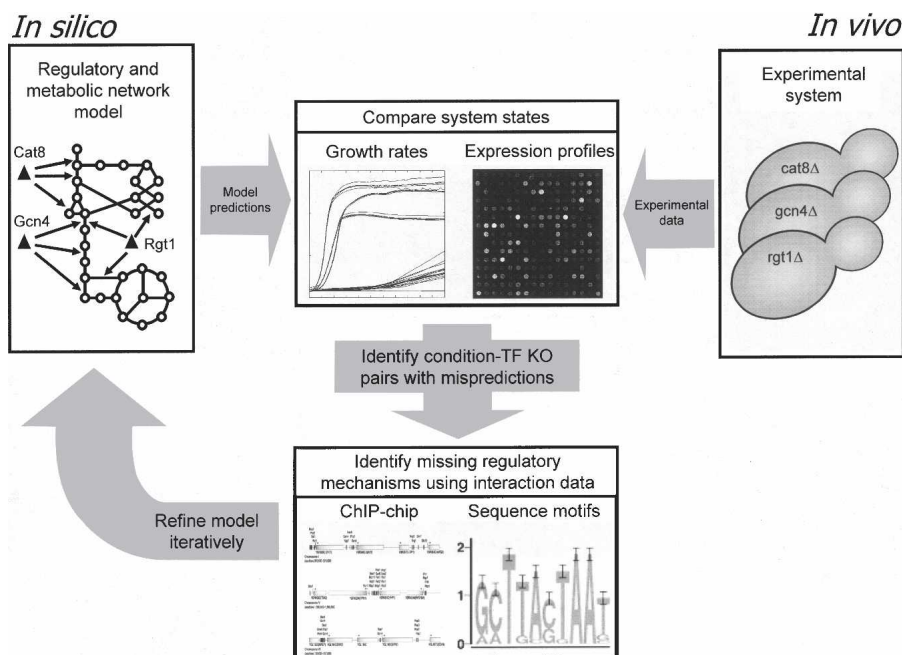 In silico
In vivo
Regulatory and
metabolic network
model
Cat8
Gcn4
Rgt1
Model
predictions
Compare system states
Growth rates
Expression profiles
Experimental
data
Experimental
system
cat8Δ
gcn4Δ
rgt1Δ
Identify condition-TF KO
pairs with mispredictions
Identify missing regulatory
mechanisms using interaction data
ChIP-chip
Sequence motifs
2
1
0
Refine model
iteratively